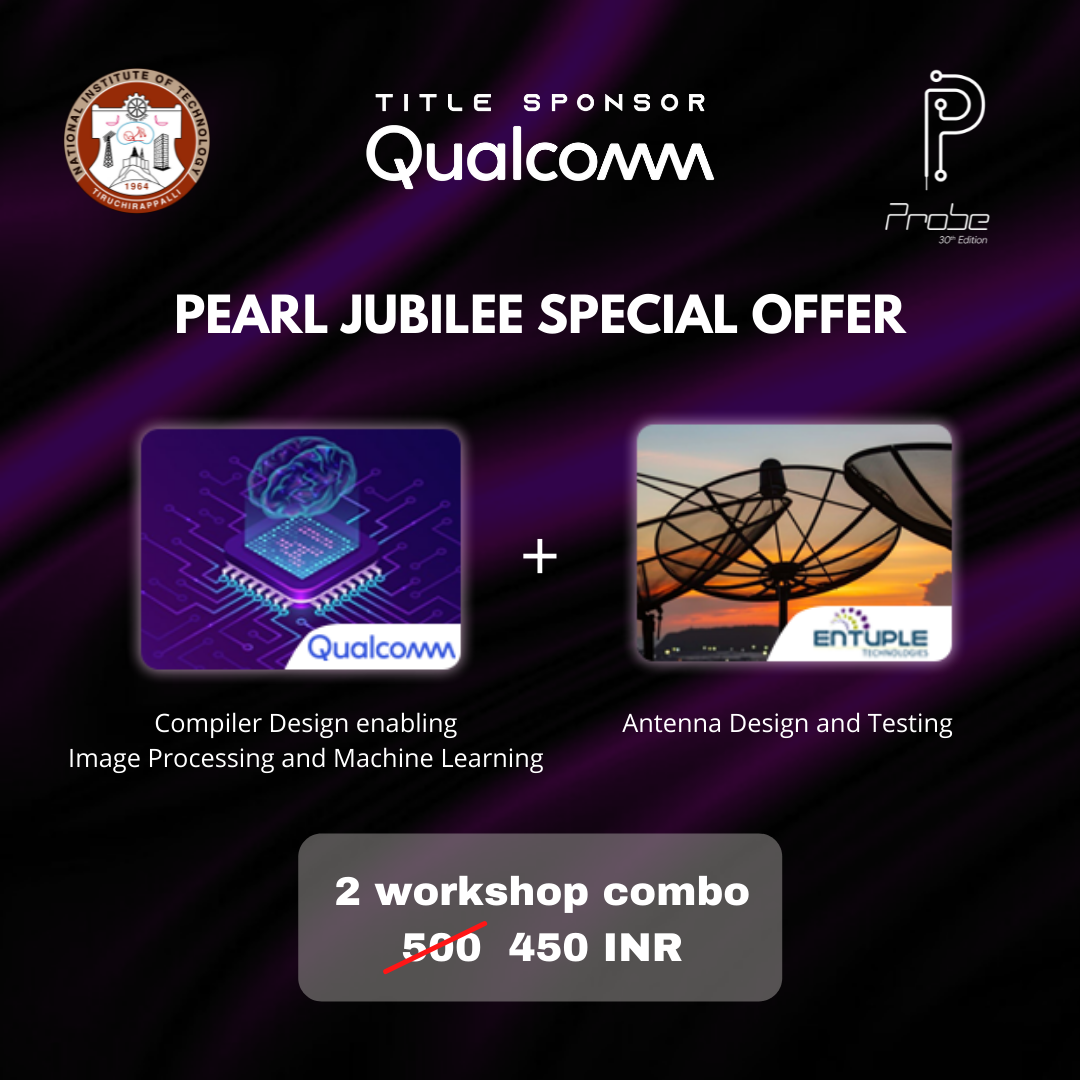 NATIONAL INSTITUTE OF TECHNOLOGY
1964
TIRUCHIRAPPALLI
TITLE SPONSOR
Qualcomm
Probe
30th Edition
PEARL JUBILEE SPECIAL OFFER
Qualcomm
+
ENTUPLE
TECHNOLOGIES
Compiler Design enabling
Image Processing and Machine Learning
Antenna Design and Testing
2 workshop combo
500 450 INR